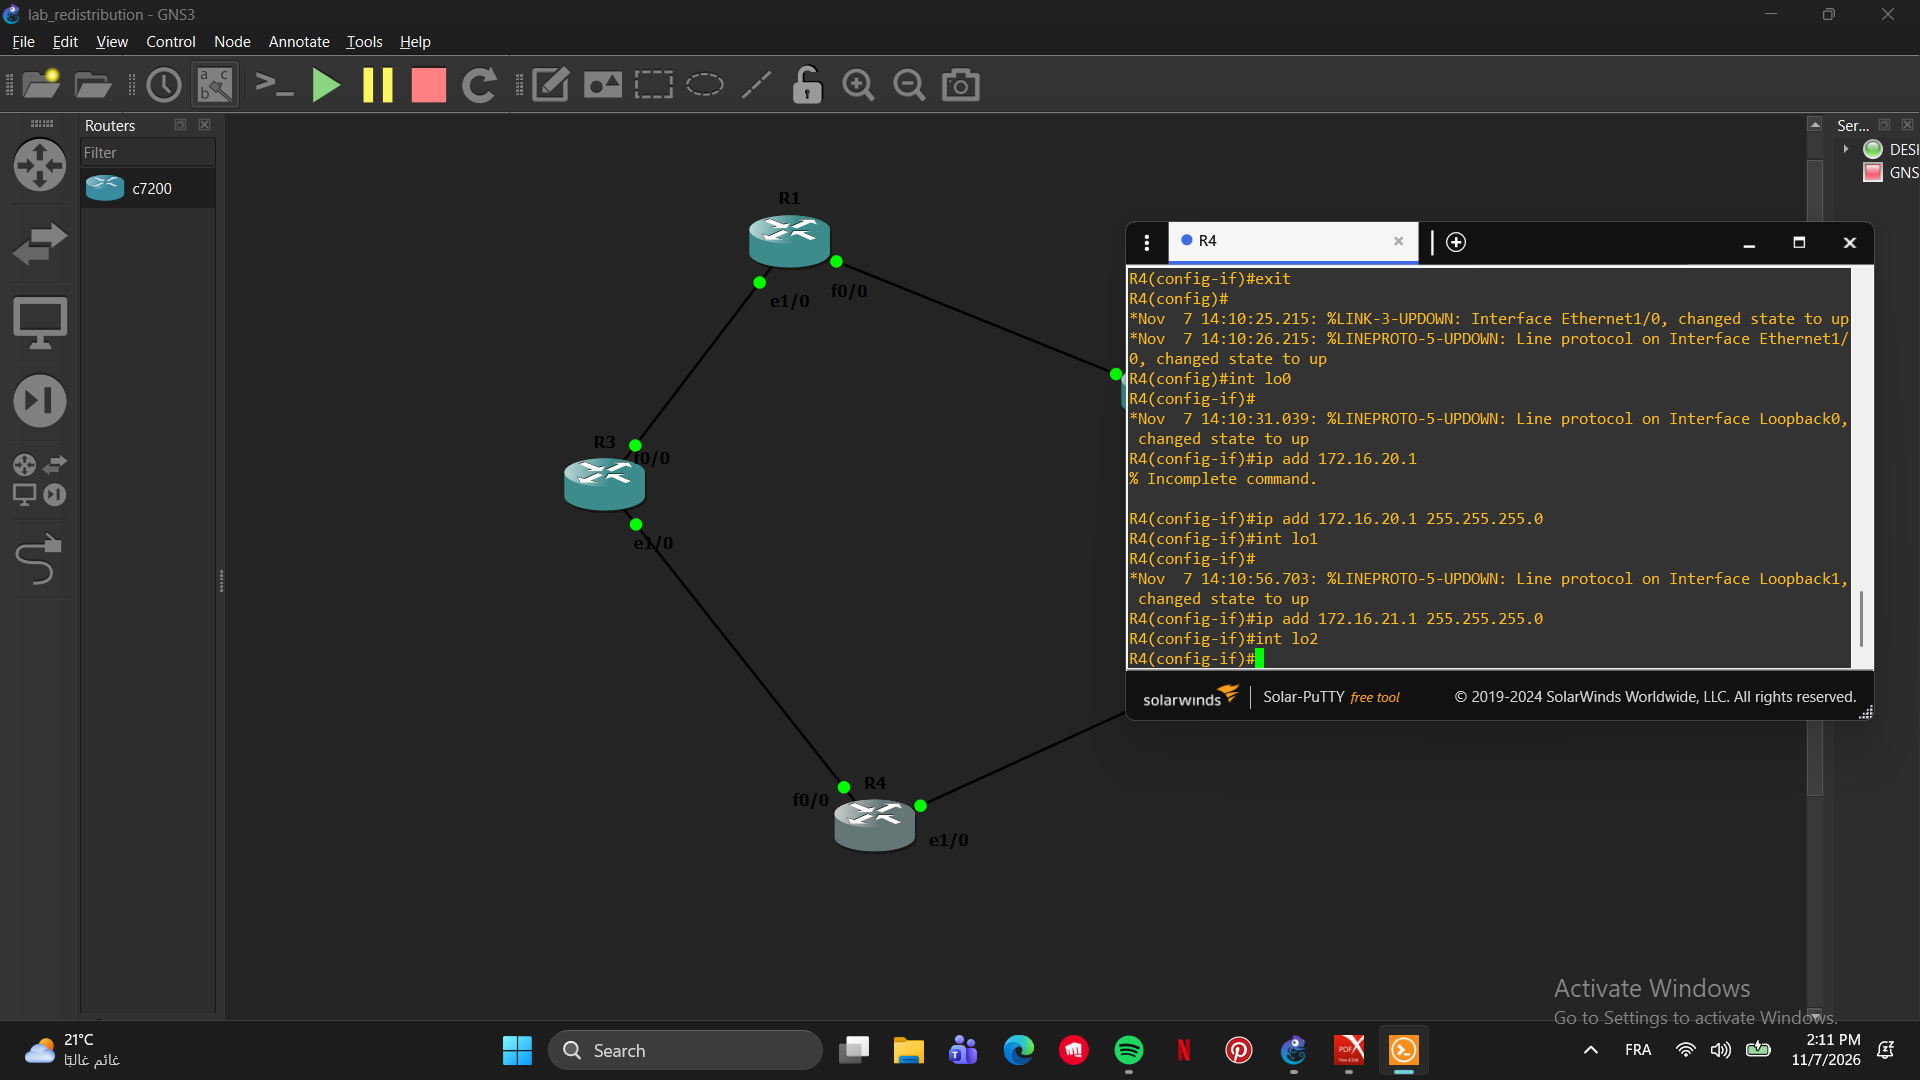 lab_redistribution - GNS3
File Edit View Control Node Annotate Tools Help
Routers
Filter
c7200
Ser...
DESH
GNS
R1
e1/0
f0/0
R3
f0/0
e1/0
R4
f0/0
e1/0
R4
R4(config-if)#exit
R4(config)#
*Nov  7 14:10:25.215: %LINK-3-UPDOWN: Interface Ethernet1/0, changed state to up
*Nov  7 14:10:26.215: %LINEPROTO-5-UPDOWN: Line protocol on Interface Ethernet1/
0, changed state to up
R4(config)#int lo0
R4(config-if)#
*Nov  7 14:10:31.039: %LINEPROTO-5-UPDOWN: Line protocol on Interface Loopback0,
 changed state to up
R4(config-if)#ip add 172.16.20.1
% Incomplete command.
R4(config-if)#ip add 172.16.20.1 255.255.255.0
R4(config-if)#int lo1
R4(config-if)#
*Nov  7 14:10:56.703: %LINEPROTO-5-UPDOWN: Line protocol on Interface Loopback1,
 changed state to up
R4(config-if)#ip add 172.16.21.1 255.255.255.0
R4(config-if)#int lo2
R4(config-if)#
solarwinds Solar-PuTTY free tool © 2019-2024 SolarWinds Worldwide, LLC. All rights reserved.
Activate Windows
Go to Settings to activate Windows.
21°C
غائم غالبًا
Search
FRA
2:11 PM
11/7/2026